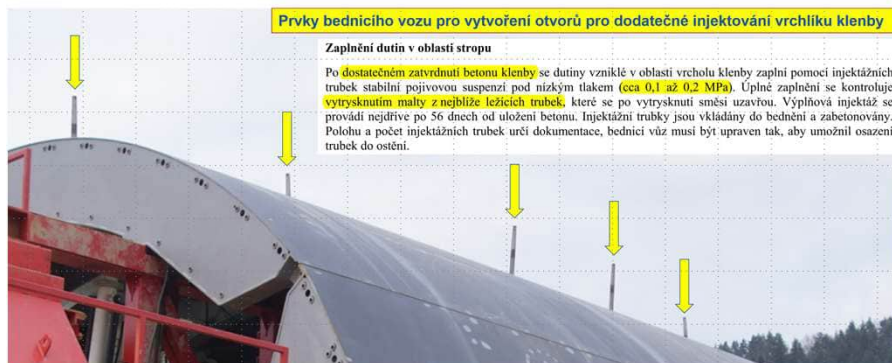 Prvky bednicího vozu pro vytvoření otvorů pro dodatečné injektování vrchlíku klenby
Zaplnění dutin v oblasti stropu
Po dostatečném zatvrdnutí betonu klenby se dutiny vzniklé v oblasti vrcholu klenby zaplní pomocí injektážních
trubek stabilní pojivovou suspenzí pod nízkým tlakem (cca 0,1 až 0,2 MPa). Úplné zaplnění se kontroluje
vytrysknutím malty z nejblíže ležících trubek, které se po vytrysknutí směsi uzavřou. Výplňová injektáž se
provádí nejdříve po 56 dnech od uložení betonu. Injektážní trubky jsou vkládány do bednění a zabetonovány.
Polohu a počet injektážních trubek určí dokumentace, bednicí vůz musí být upraven tak, aby umožnil osazení
trubek do ostění.